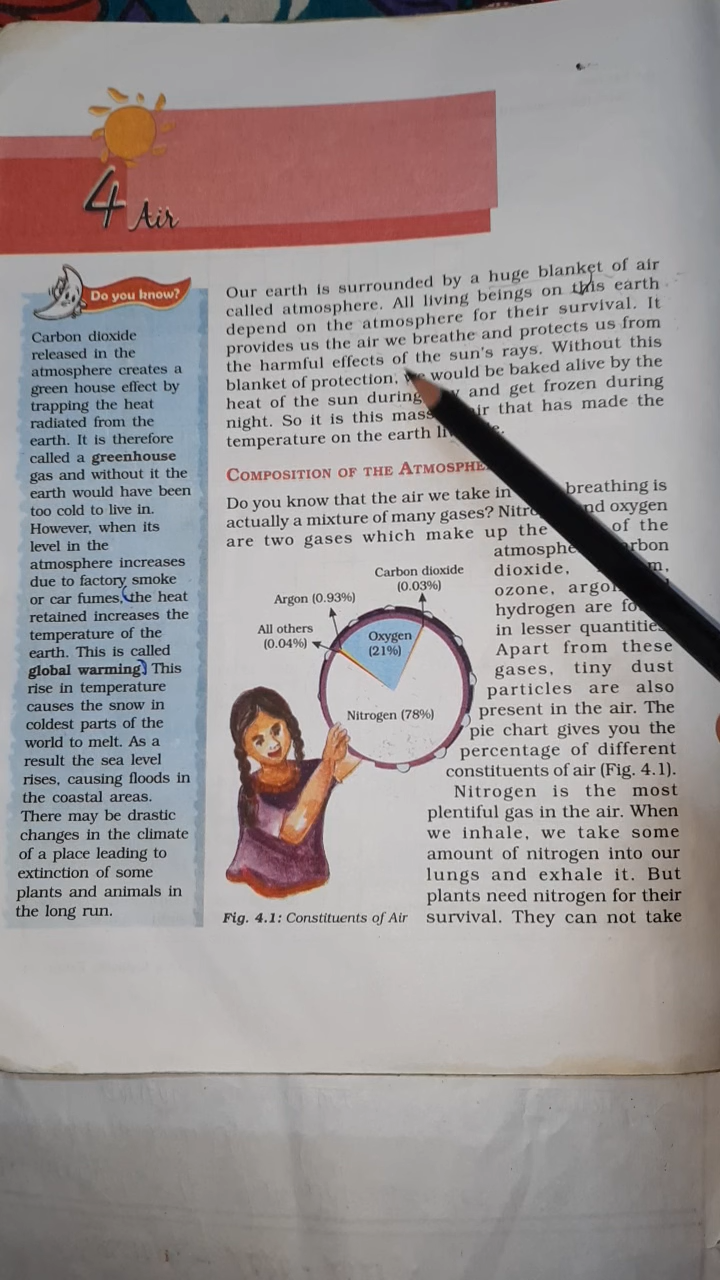 4 Air
Do you know?
Carbon dioxide
released in the
atmosphere creates a
green house effect by
trapping the heat
radiated from the
earth. It is therefore
called a greenhouse
gas and without it the
earth would have been
too cold to live in.
However, when its
level in the
atmosphere increases
due to factory smoke
or car fumes, the heat
retained increases the
temperature of the
earth. This is called
global warming. This
rise in temperature
causes the snow in
coldest parts of the
world to melt. As a
result the sea level
rises, causing floods in
the coastal areas.
There may be drastic
changes in the climate
of a place leading to
extinction of some
plants and animals in
the long run.
Our earth is surrounded by a huge blanket of air
called atmosphere. All living beings on this earth
depend on the atmosphere for their survival. It
provides us the air we breathe and protects us from
the harmful effects of the sun's rays. Without this
blanket of protection, we would be baked alive by the
heat of the sun during and get frozen during
night. So it is this mass air that has made the
temperature on the earth
COMPOSITION OF THE
Do you know that the air we take in breathing is
actually a mixture of many gases? and oxygen
are two gases which make up the of the
dioxide,
ozone,
hydrogen are
in lesser
Apart from these
gases, tiny dust
particles are also
present in the air. The
pie chart gives you the
percentage of different
constituents of air (Fig. 4.1).
Nitrogen is the most
plentiful gas in the air. When
we inhale, we take some
amount of nitrogen into our
lungs and exhale it. But
plants need nitrogen for their
survival. They can not take
Carbon dioxide
(0.03%)
Argon (0.93%)
All others
(0.04%)
Oxygen
(21%)
Nitrogen (78%)
Fig. 4.1: Constituents of Air